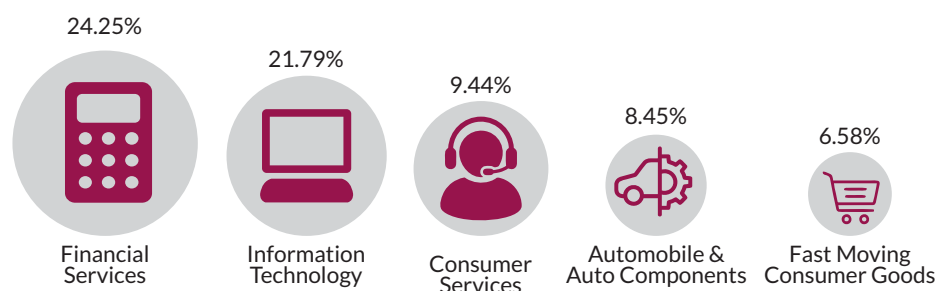 24.25%
21.79%
9.44%
8.45%
6.58%
Financial
Services
Information
Technology
Consumer
Services
Automobile &
Auto Components
Fast Moving
Consumer Goods